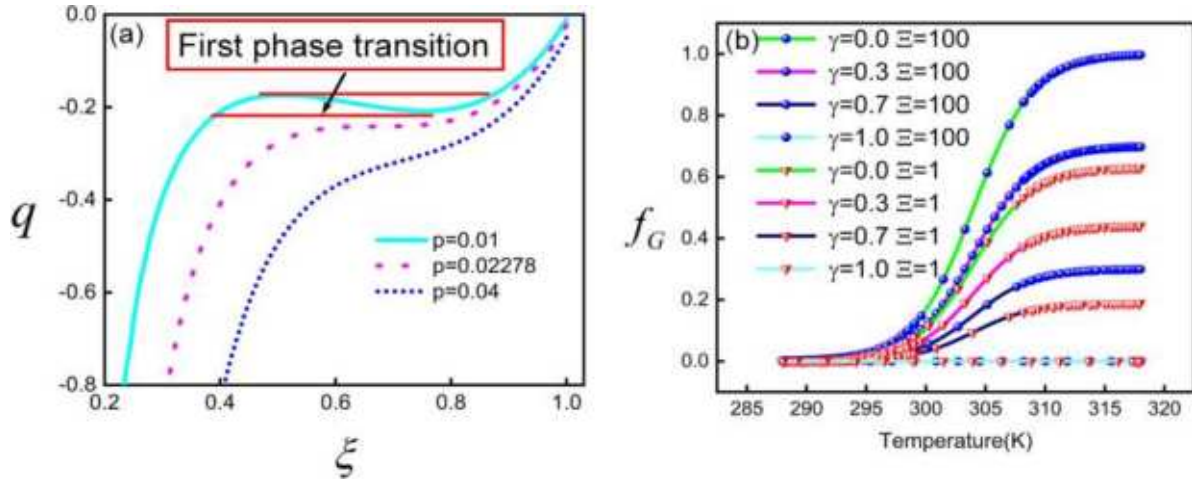 (a)
First phase transition
0.0
-0.2
-0.4
-0.6
-0.8
q
p=0.01
p=0.02278
p=0.04
0.2 0.4 0.6 0.8 1.0
ξ
(b)
γ=0.0 Ξ=100
γ=0.3 Ξ=100
γ=0.7 Ξ=100
γ=1.0 Ξ=100
γ=0.0 Ξ=1
γ=0.3 Ξ=1
γ=0.7 Ξ=1
γ=1.0 Ξ=1
1.0
0.8
0.6
0.4
0.2
0.0
f_G
285 290 295 300 305 310 315 320
Temperature(K)